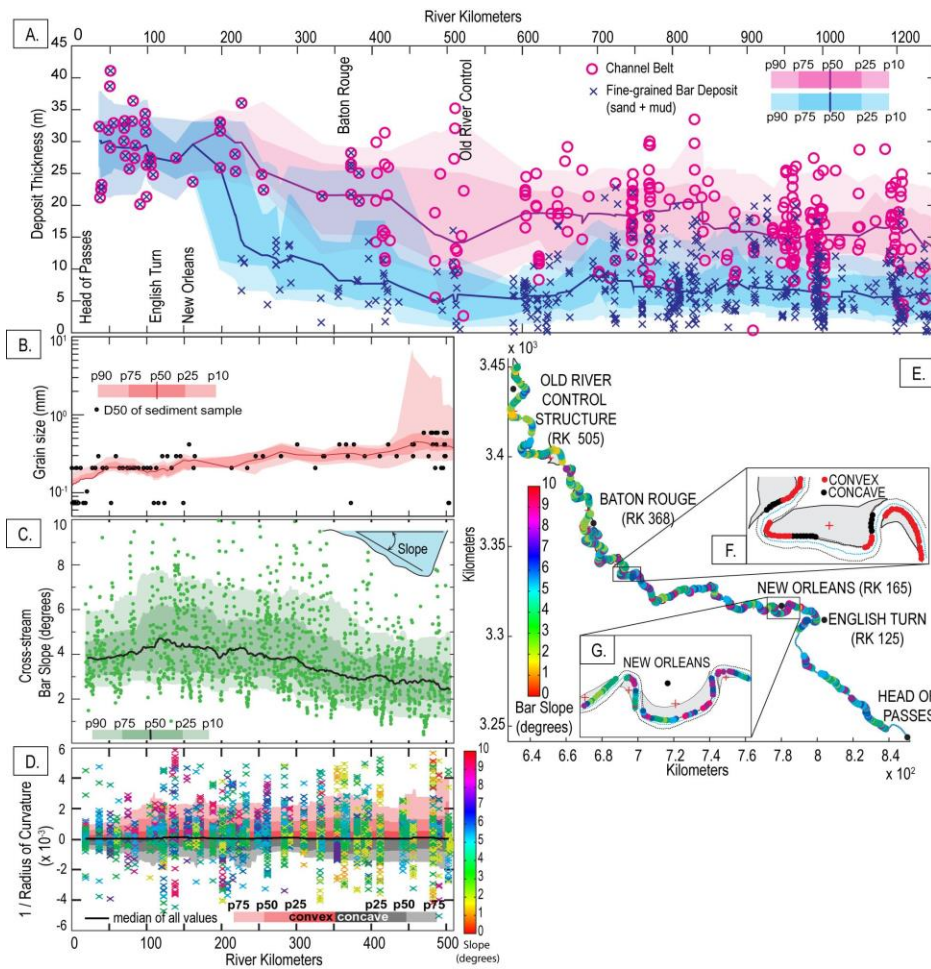 River Kilometers
A.
0 100 200 300 400 500 600 700 800 900 1000 1100 1200
45
40
35
30
25
20
15
10
5
0
Deposit Thickness (m)
Head of Passes
English Turn
New Orleans
Baton Rouge
Old River Control
Channel Belt
Fine-grained Bar Deposit
(sand + mud)
p90 p75 p50 p25 p10
p90 p75 p50 p25 p10
B.
10¹
10⁰
10⁻¹
Grain size (mm)
p90 p75 p50 p25 p10
D50 of sediment sample
C.
10
8
6
4
2
Cross-stream
Bar Slope (degrees)
Slope
p90 p75 p50 p25 p10
D.
6
4
2
0
-2
-4
-6
1 / Radius of Curvature
(x 10⁻³)
median of all values
p75 p50 p25 p25 p50 p75
convex concave
0 100 200 300 400 500
River Kilometers
10
9
8
7
6
5
4
3
2
1
0
Slope
(degrees)
E.
x 10³
3.45
3.4
3.35
3.3
3.25
Kilometers
OLD RIVER
CONTROL
STRUCTURE
(RK 505)
BATON ROUGE
(RK 368)
NEW ORLEANS (RK 165)
ENGLISH TURN
(RK 125)
HEAD OF
PASSES
10
9
8
7
6
5
4
3
2
1
0
Bar Slope
(degrees)
F.
CONVEX
CONCAVE
G.
NEW ORLEANS
6.4 6.6 6.8 7 7.2 7.4 7.6 7.8 8 8.2 8.4
Kilometers
x 10²